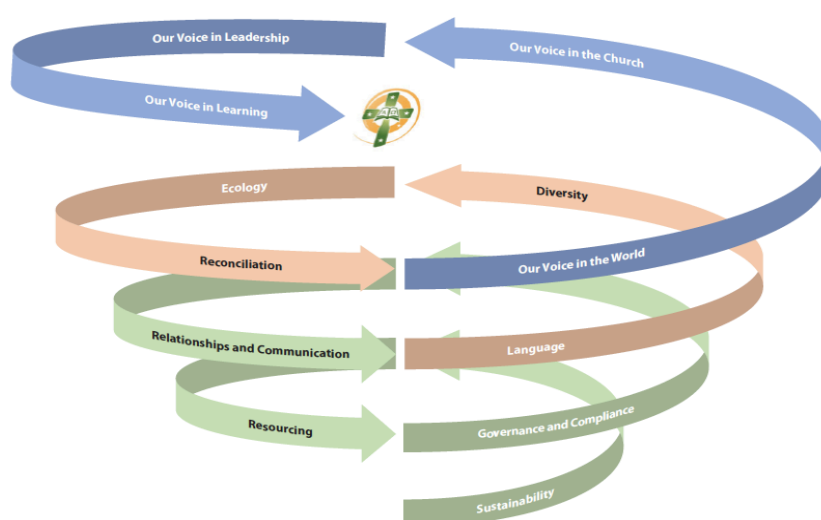 Our Voice in Leadership
Our Voice in the Church
Our Voice in Learning
Ecology
Diversity
Reconciliation
Our Voice in the World
Relationships and Communication
Language
Resourcing
Governance and Compliance
Sustainability